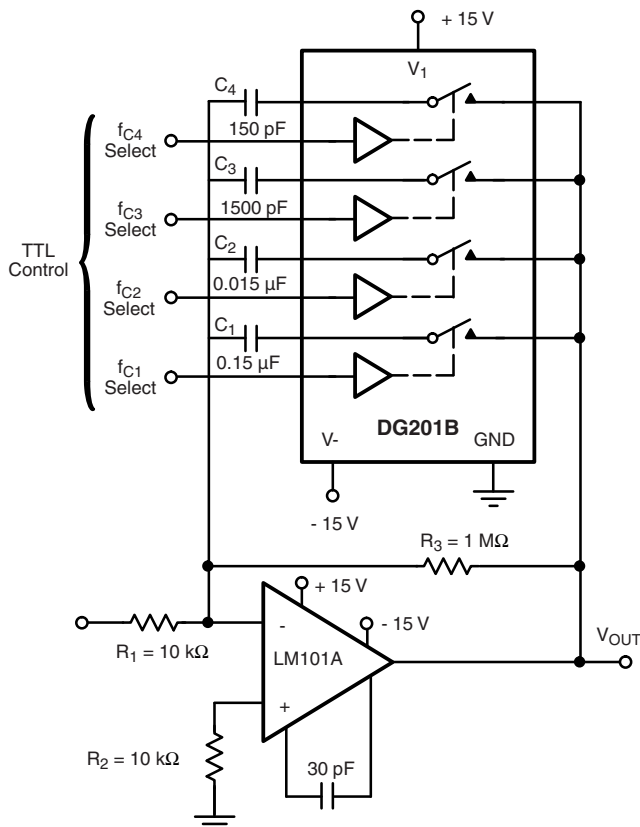 + 15 V
V1
C4
150 pF
fC4
Select
C3
1500 pF
fC3
Select
TTL
Control
C2
0.015 µF
fC2
Select
C1
0.15 µF
fC1
Select
DG201B
V-
GND
- 15 V
R3 = 1 MΩ
+ 15 V
- 15 V
-
LM101A
+
R1 = 10 kΩ
VOUT
R2 = 10 kΩ
30 pF